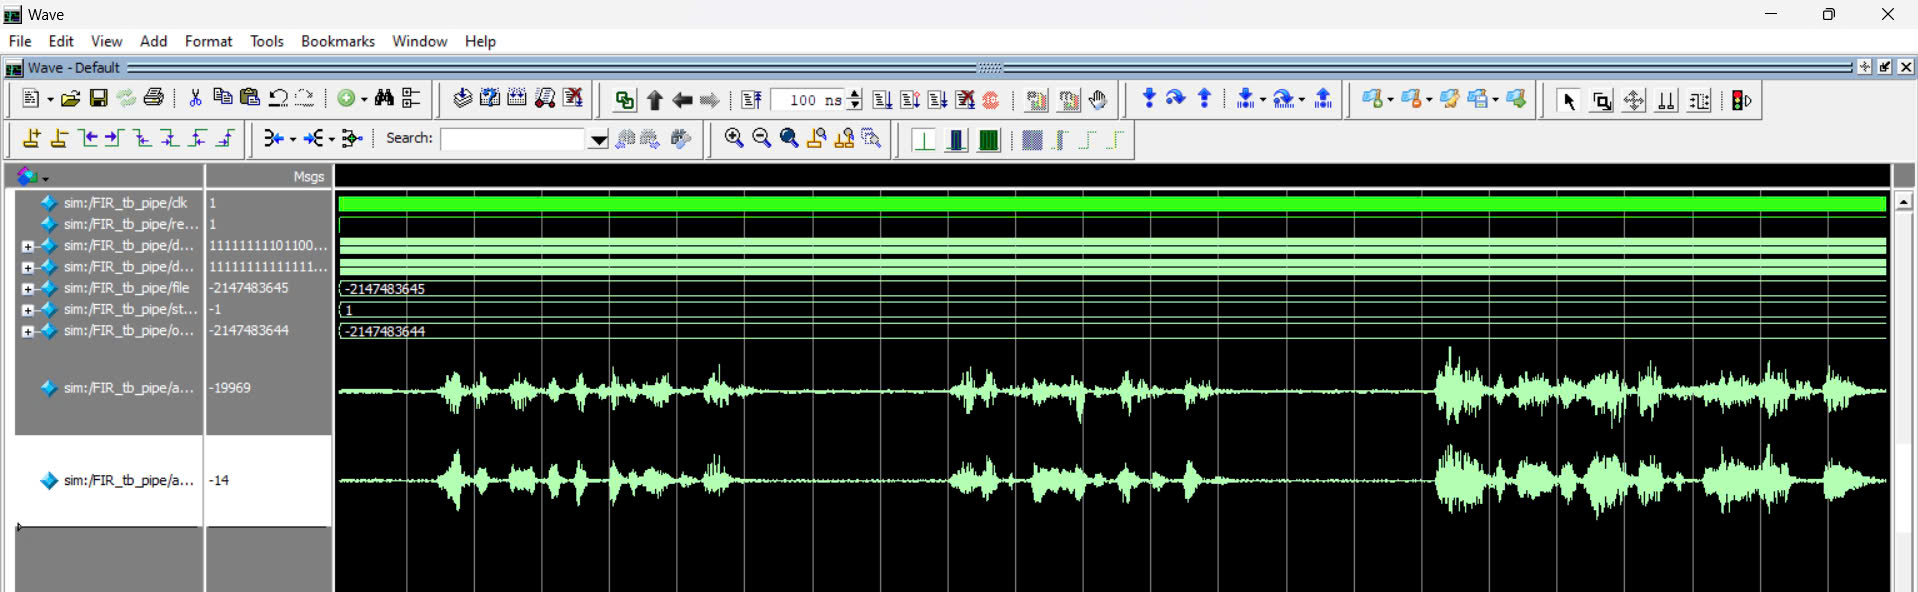 Wave
File Edit View Add Format Tools Bookmarks Window Help
Wave - Default
100 ns
Search:
Msgs
sim:/FIR_tb_pipe/clk 1
sim:/FIR_tb_pipe/re... 1
sim:/FIR_tb_pipe/d... 11111111101100...
sim:/FIR_tb_pipe/d... 11111111111111...
sim:/FIR_tb_pipe/file -2147483645 -2147483645
sim:/FIR_tb_pipe/st... -1 1
sim:/FIR_tb_pipe/o... -2147483644 -2147483644
sim:/FIR_tb_pipe/a... -19969
sim:/FIR_tb_pipe/a... -14